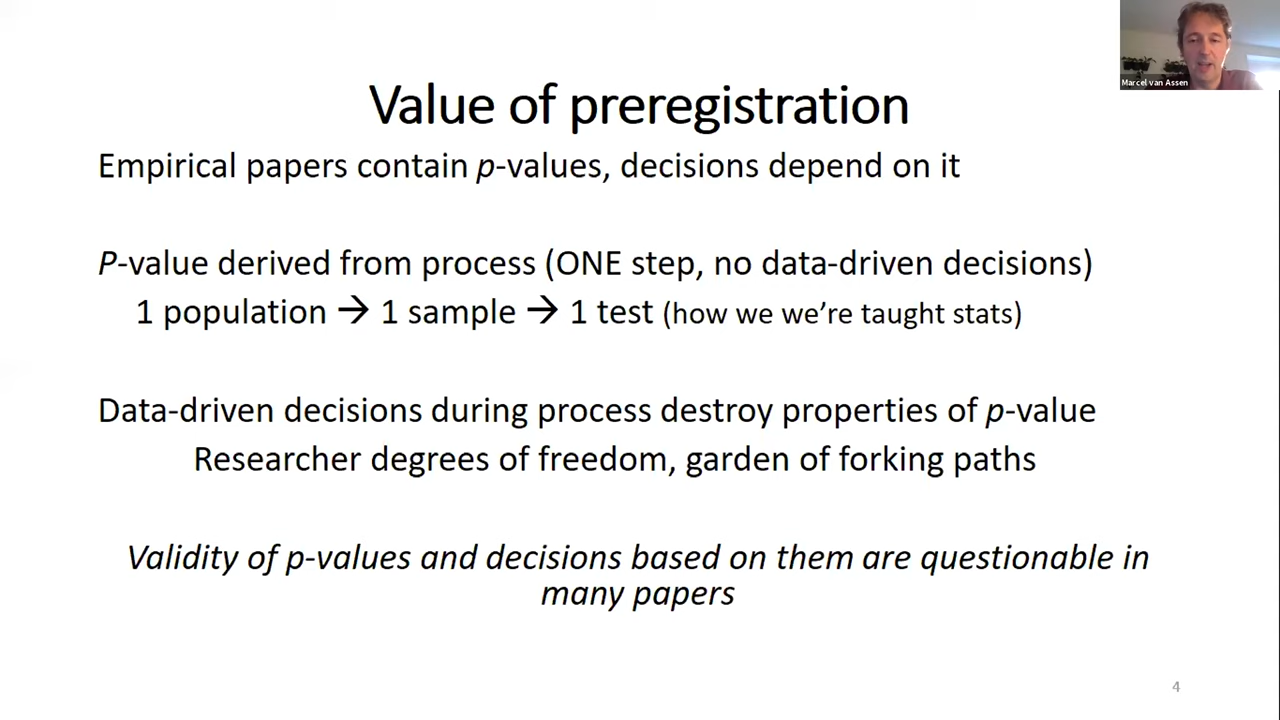 Marcel van Assen
Value of preregistration
Empirical papers contain p-values, decisions depend on it
P-value derived from process (ONE step, no data-driven decisions)
1 population → 1 sample → 1 test (how we we're taught stats)
Data-driven decisions during process destroy properties of p-value
Researcher degrees of freedom, garden of forking paths
Validity of p-values and decisions based on them are questionable in
many papers
4